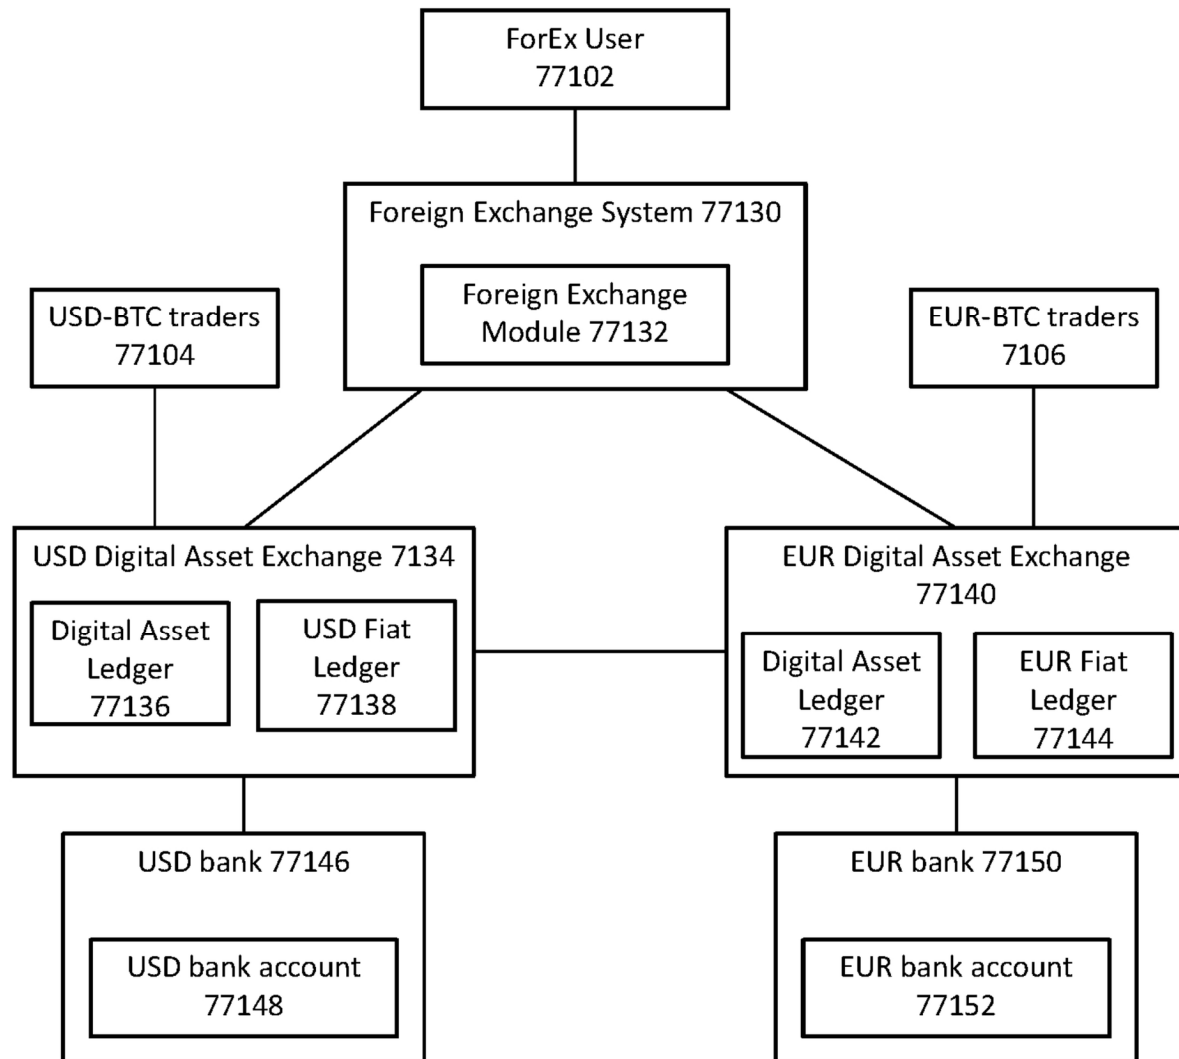 ForEx User
77102
Foreign Exchange System 77130
Foreign Exchange
Module 77132
USD-BTC traders
77104
EUR-BTC traders
7106
USD Digital Asset Exchange 7134
Digital Asset
Ledger
77136
USD Fiat
Ledger
77138
EUR Digital Asset Exchange
77140
Digital Asset
Ledger
77142
EUR Fiat
Ledger
77144
USD bank 77146
USD bank account
77148
EUR bank 77150
EUR bank account
77152